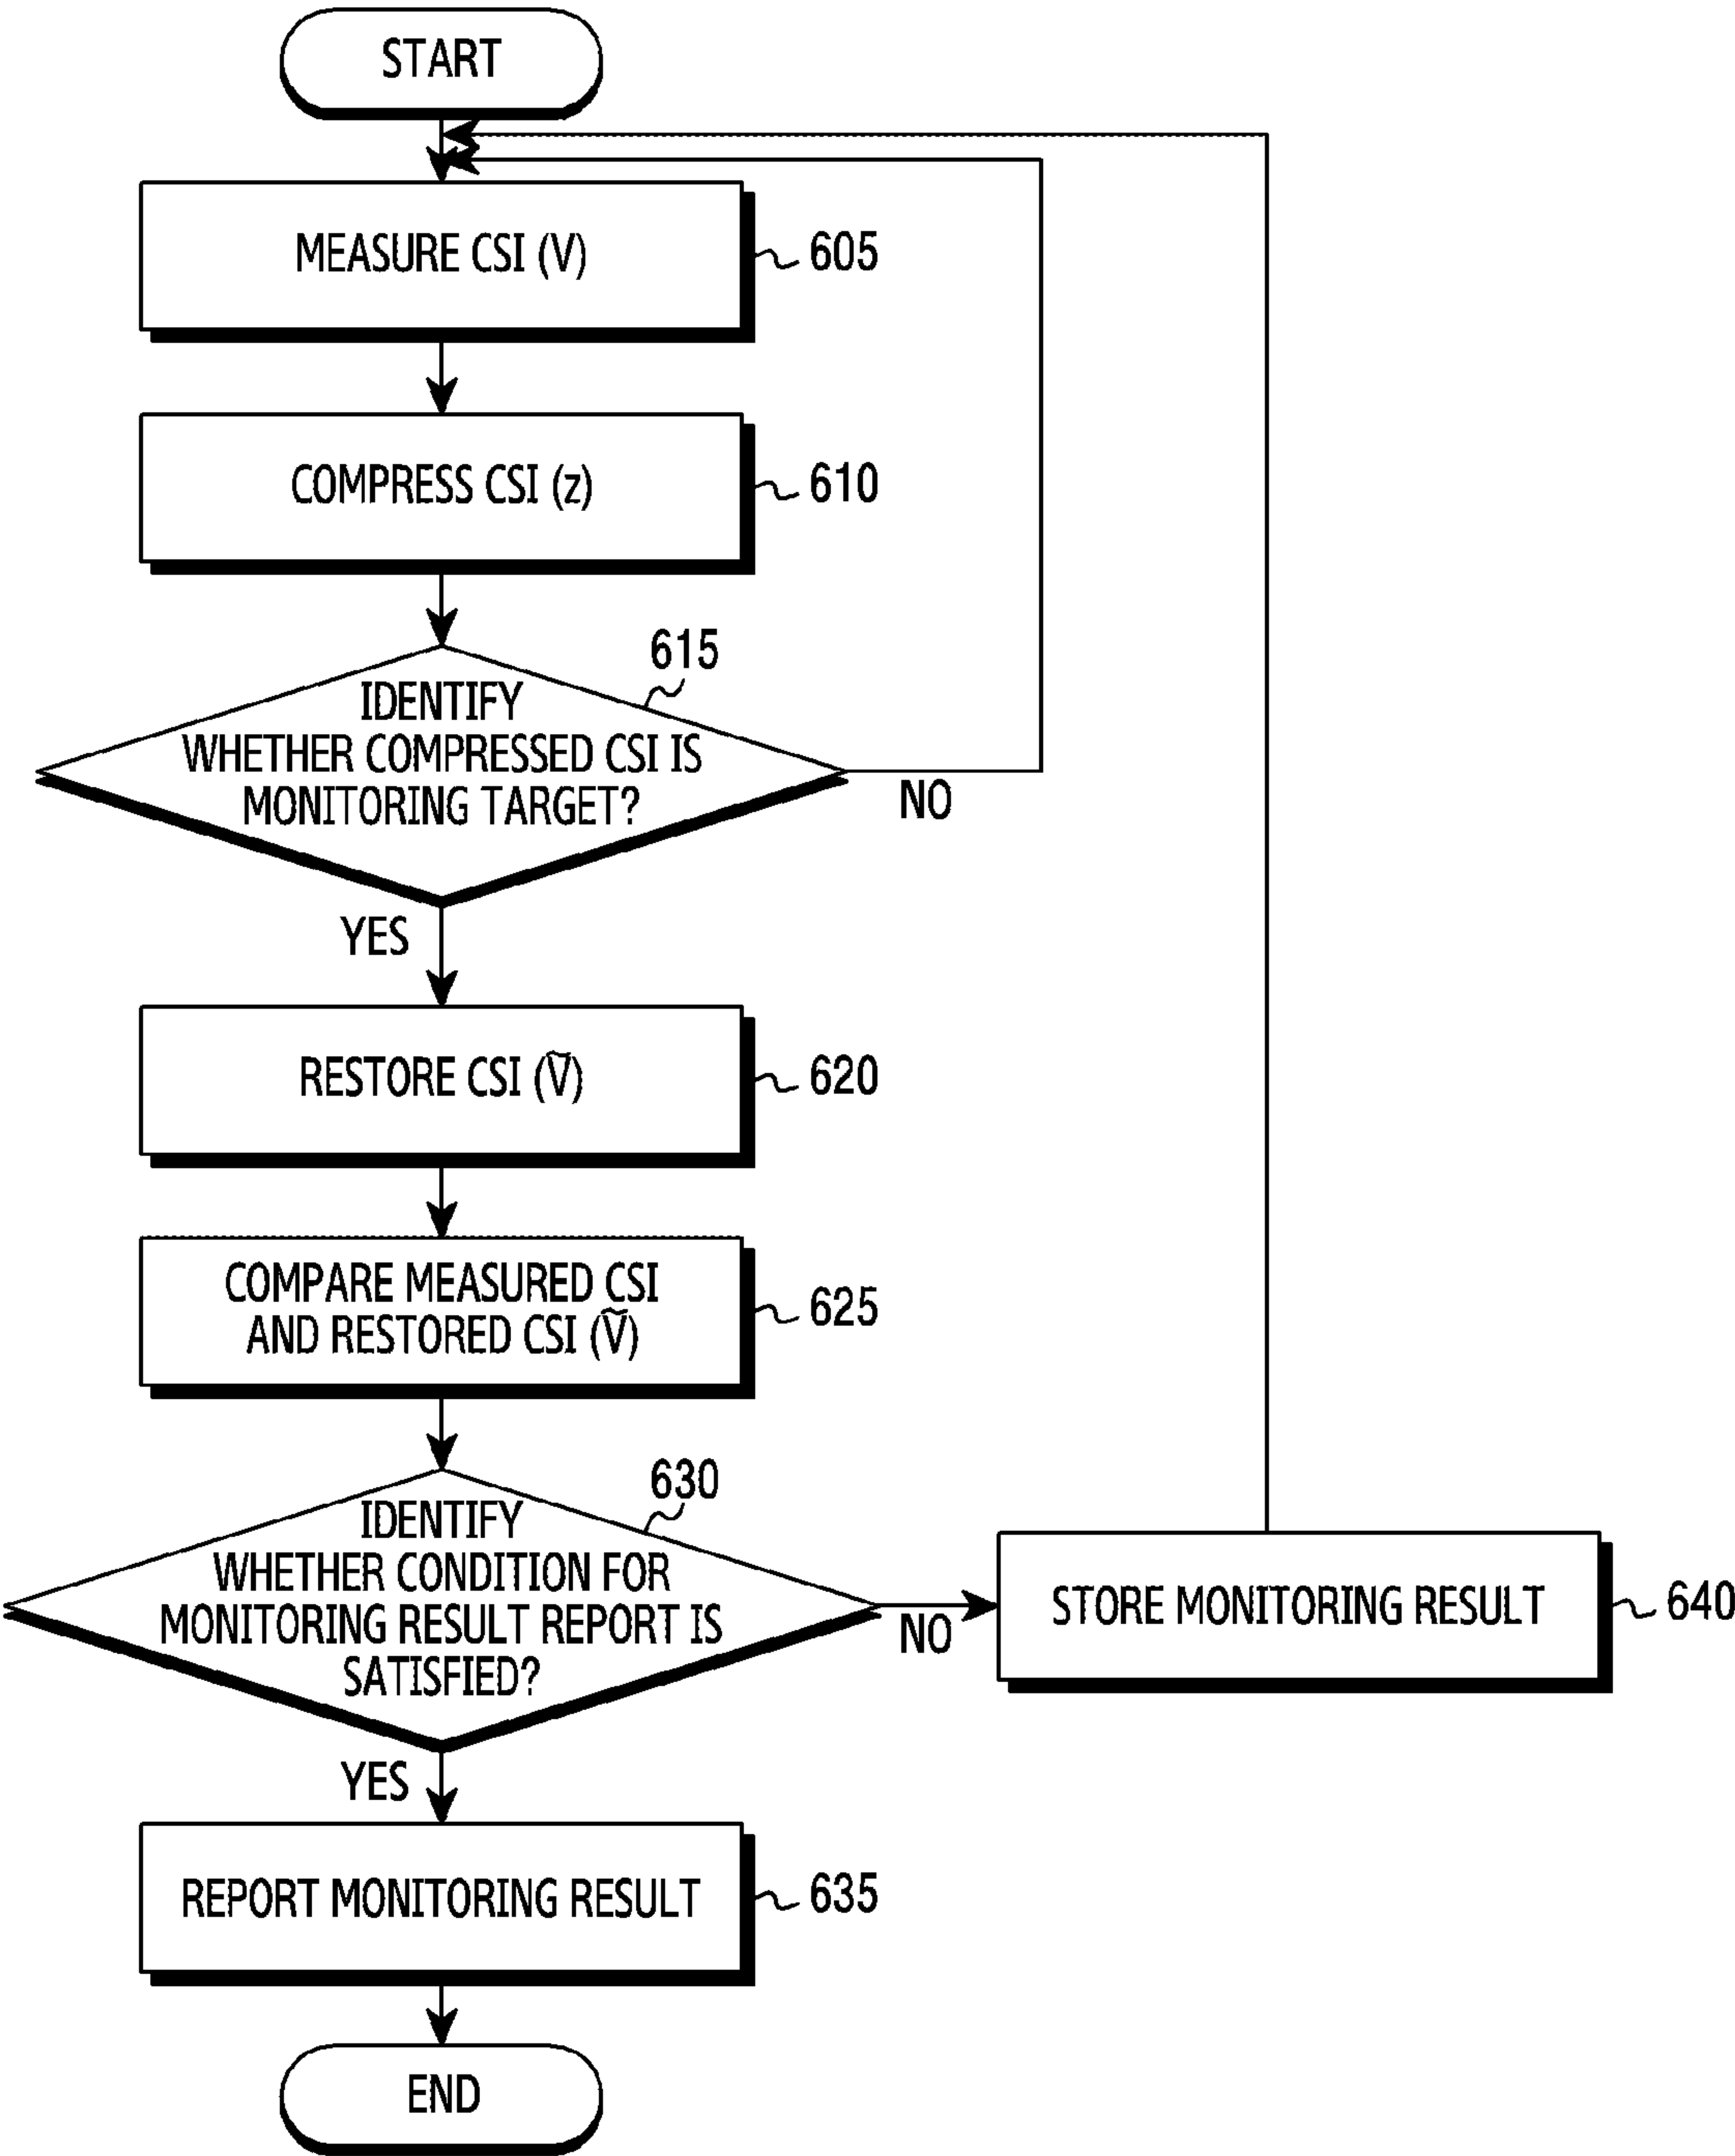 START
MEASURE CSI (V)
605
COMPRESS CSI (z)
610
615
IDENTIFY
WHETHER COMPRESSED CSI IS
MONITORING TARGET?
NO
YES
RESTORE CSI (Ṽ)
620
COMPARE MEASURED CSI
AND RESTORED CSI (Ṽ)
625
630
IDENTIFY
WHETHER CONDITION FOR
MONITORING RESULT REPORT IS
SATISFIED?
NO
STORE MONITORING RESULT
640
YES
REPORT MONITORING RESULT
635
END